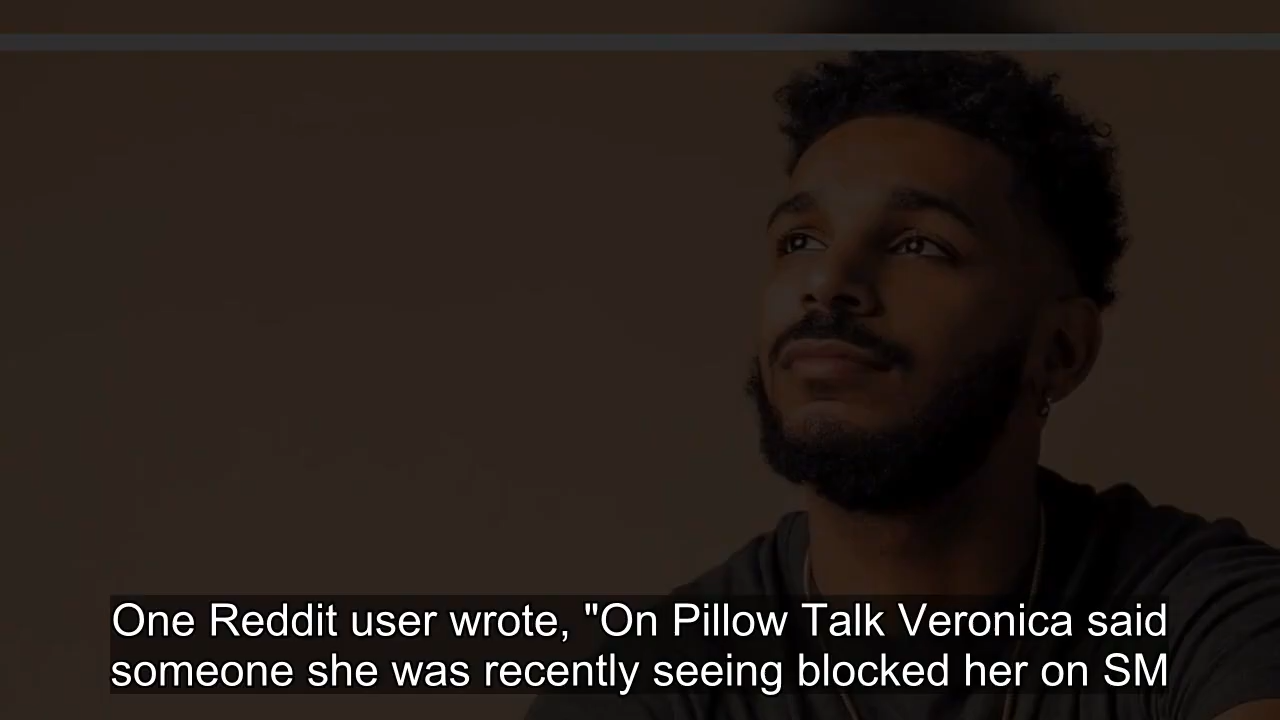 One Reddit user wrote, "On Pillow Talk Veronica said
someone she was recently seeing blocked her on SM